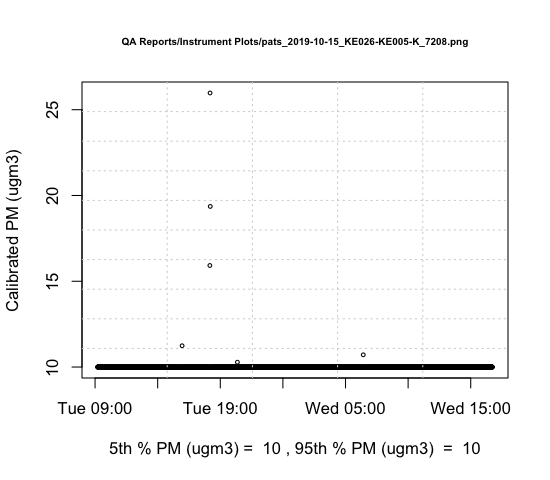 QA Reports/Instrument Plots/pats_2019-10-15_KE026-KE005-K_7208.png
Calibrated PM (ugm3)
25
20
15
10
Tue 09:00 Tue 19:00 Wed 05:00 Wed 15:00
5th % PM (ugm3) = 10 , 95th % PM (ugm3) = 10